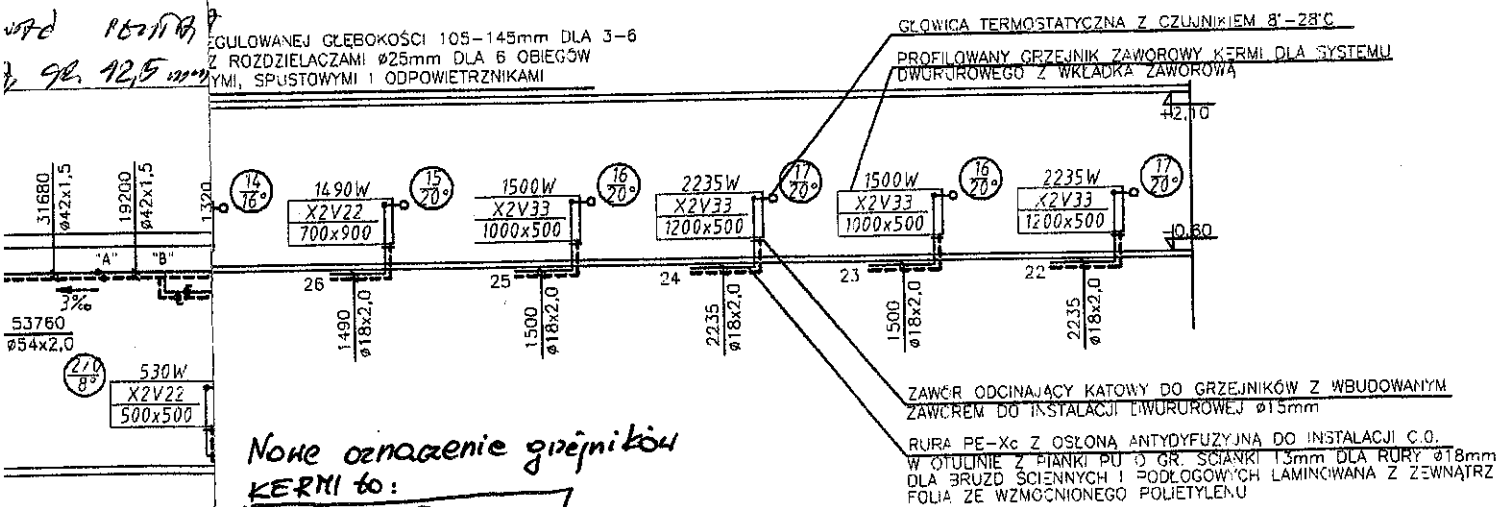 EGULOWANEJ GŁĘBOKOŚCI 105-145mm DLA 3-6
Z ROZDZIELACZAMI ø25mm DLA 6 OBIEGÓW
YMI, SPUSTOWYMI I ODPOWIETRZNIKAMI
gr. 42,5 mm
GŁOWICA TERMOSTATYCZNA Z CZUJNIKIEM 8°-28°C
PROFILOWANY GRZEJNIK ZAWOROWY KERMI DLA SYSTEMU
DWURUROWEGO Z WKŁADKĄ ZAWOROWĄ
+2,10
31680
ø42x1,5
19200
ø42x1,5
1320
14
16°
1490W
X2V22
700x900
15
20°
1500W
X2V33
1000x500
16
20°
2235W
X2V33
1200x500
17
20°
1500W
X2V33
1000x500
16
20°
2235W
X2V33
1200x500
17
20°
-0,60
"A" "B"
3‰
53760
ø54x2,0
26
1490
ø18x2,0
25
1500
ø18x2,0
24
2235
ø18x2,0
23
1500
ø18x2,0
22
2235
ø18x2,0
8°
530W
X2V22
500x500
ZAWÓR ODCINAJĄCY KĄTOWY DO GRZEJNIKÓW Z WBUDOWANYM
ZAWOREM DO INSTALACJI DWURUROWEJ ø15mm
RURA PE-Xc Z OSŁONĄ ANTYDYFUZYJNĄ DO INSTALACJI C.O.
W OTULINIE Z PIANKI PU O GR. ŚCIANKI 13mm DLA RURY ø18mm
DLA BRUZD ŚCIENNYCH I PODŁOGOWYCH LAMINOWANA Z ZEWNĄTRZ
FOLIA ZE WZMOCNIONEGO POLIETYLENU
Nowe oznaczenie grzejników
KERMI to: